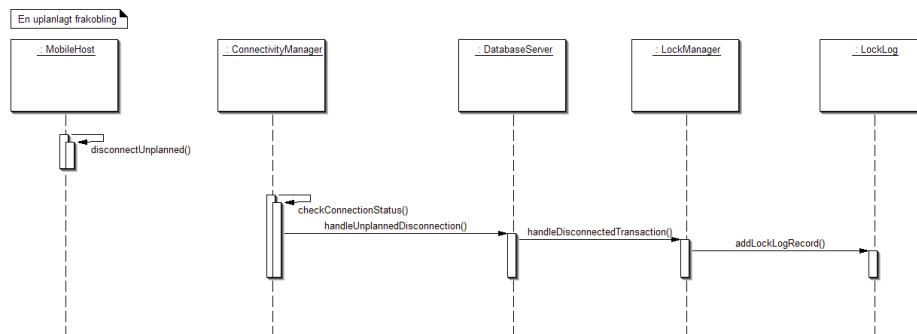 En uplanlagt frakobling
: MobileHost
: ConnectivityManager
: DatabaseServer
: LockManager
: LockLog
disconnectUnplanned()
checkConnectionStatus()
handleUnplannedDisconnection()
handleDisconnectedTransaction()
addLockLogRecord()